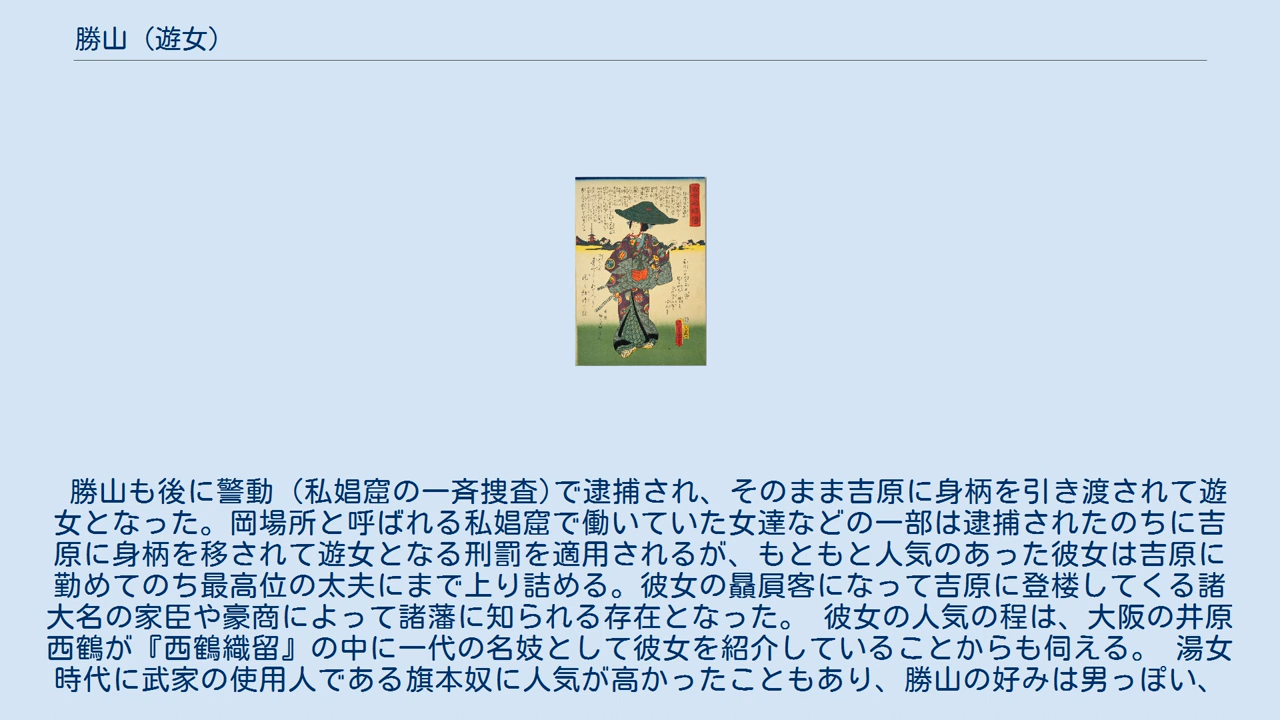 勝山（遊女）
勝山も後に警動（私娼窟の一斉捜査）で逮捕され、そのまま吉原に身柄を引き渡されて遊
女となった。岡場所と呼ばれる私娼窟で働いていた女達などの一部は逮捕されたのちに吉
原に身柄を移されて遊女となる刑罰を適用されるが、もともと人気のあった彼女は吉原に
勤めてのち最高位の太夫にまで上り詰める。彼女の贔屓客になって吉原に登楼してくる諸
大名の家臣や豪商によって諸藩に知られる存在となった。 彼女の人気の程は、大阪の井原
西鶴が『西鶴織留』の中に一代の名妓として彼女を紹介していることからも伺える。 湯女
時代に武家の使用人である旗本奴に人気が高かったこともあり、勝山の好みは男っぽい、